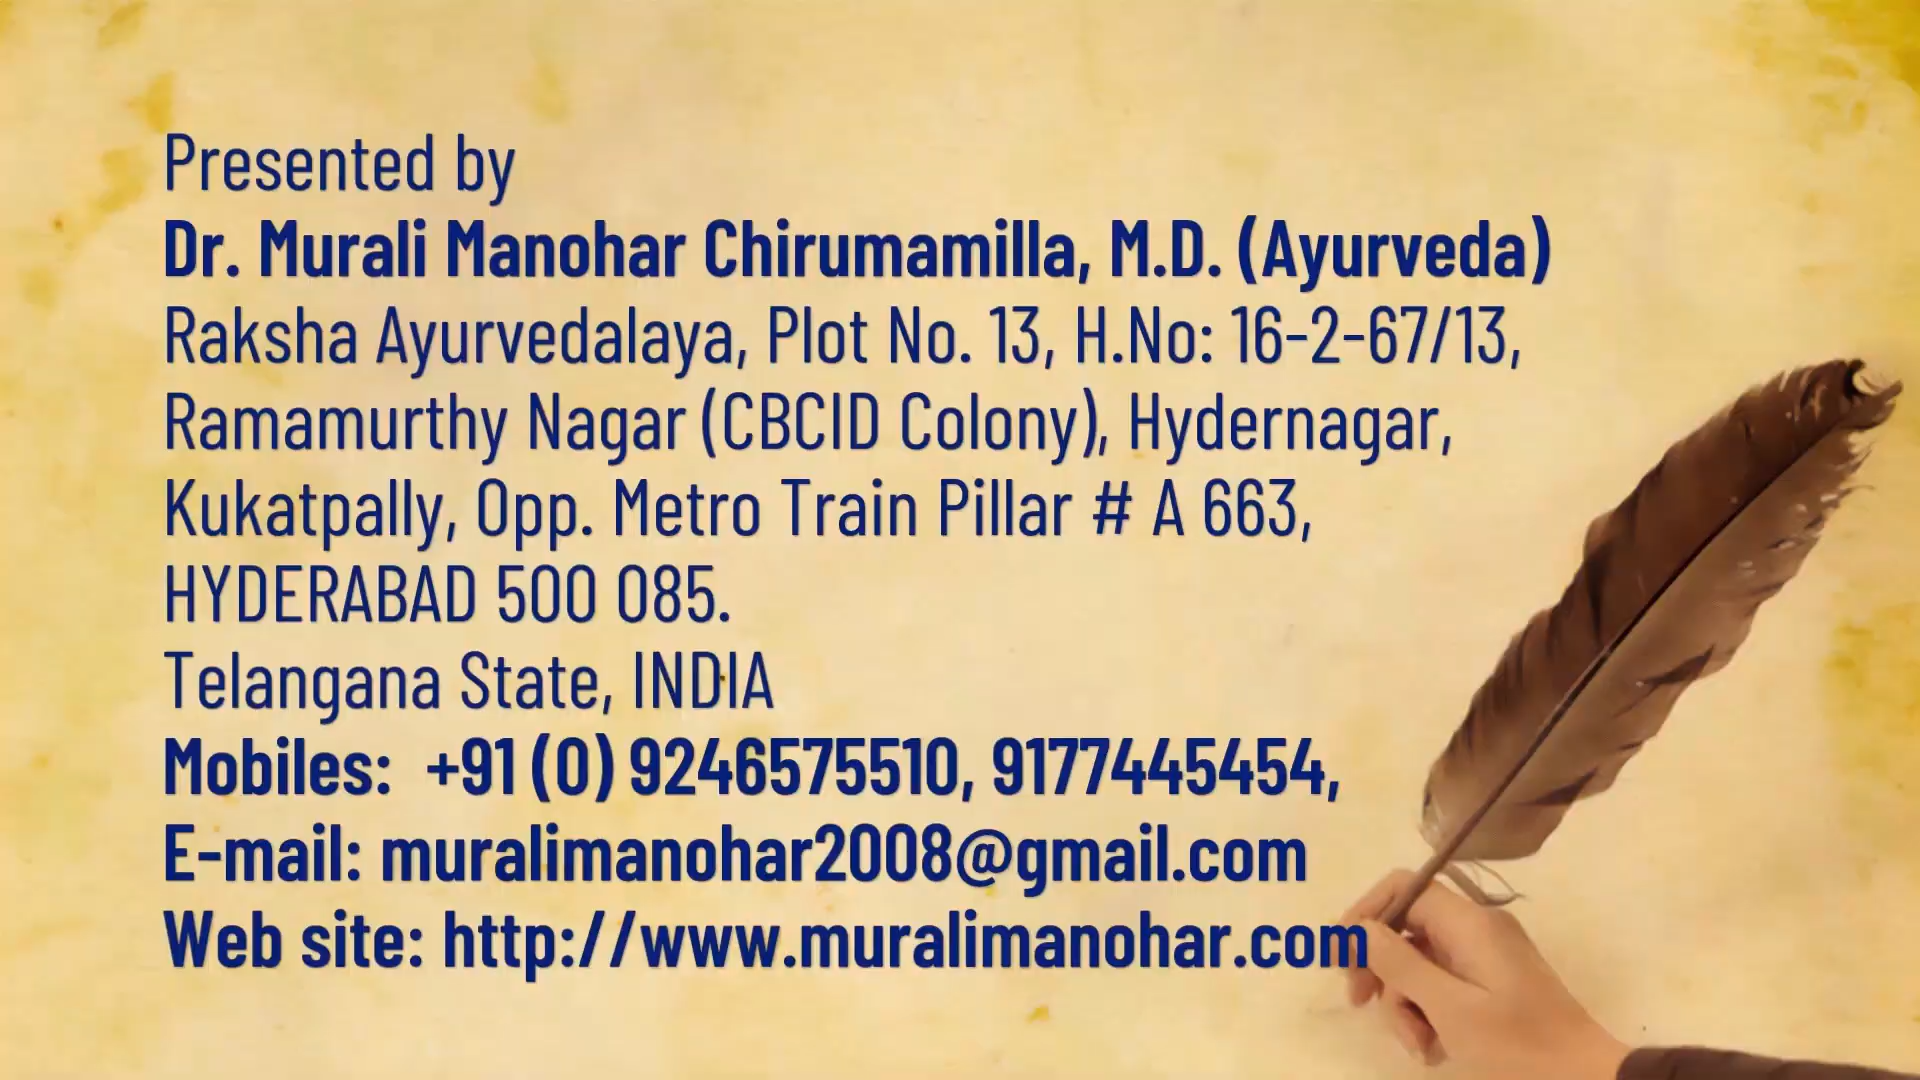 Presented by
Dr. Murali Manohar Chirumamilla, M.D. (Ayurveda)
Raksha Ayurvedalaya, Plot No. 13, H.No: 16-2-67/13,
Ramamurthy Nagar (CBCID Colony), Hydernagar,
Kukatpally, Opp. Metro Train Pillar # A 663,
HYDERABAD 500 085.
Telangana State, INDIA
Mobiles:  +91 (0) 9246575510, 9177445454,
E-mail: muralimanohar2008@gmail.com
Web site: http://www.muralimanohar.com